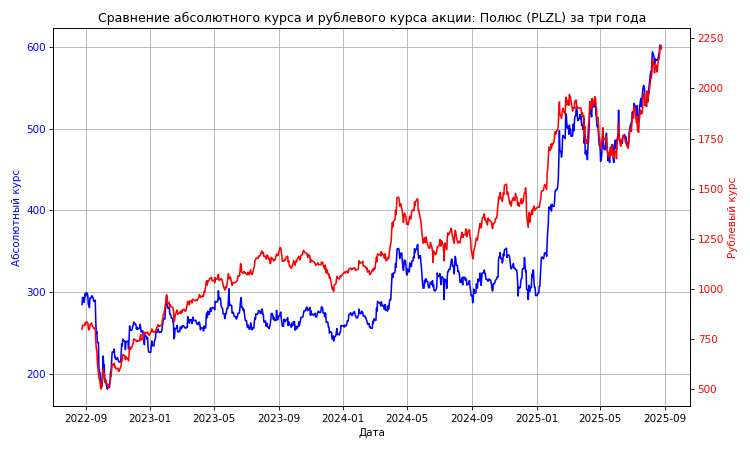 Сравнение абсолютного курса и рублевого курса акции: Полюс (PLZL) за три года
Абсолютный курс
600
500
400
300
200
2250
2000
1750
1500
1250
1000
750
500
Рублевый курс
2022-09 2023-01 2023-05 2023-09 2024-01 2024-05 2024-09 2025-01 2025-05 2025-09
Дата